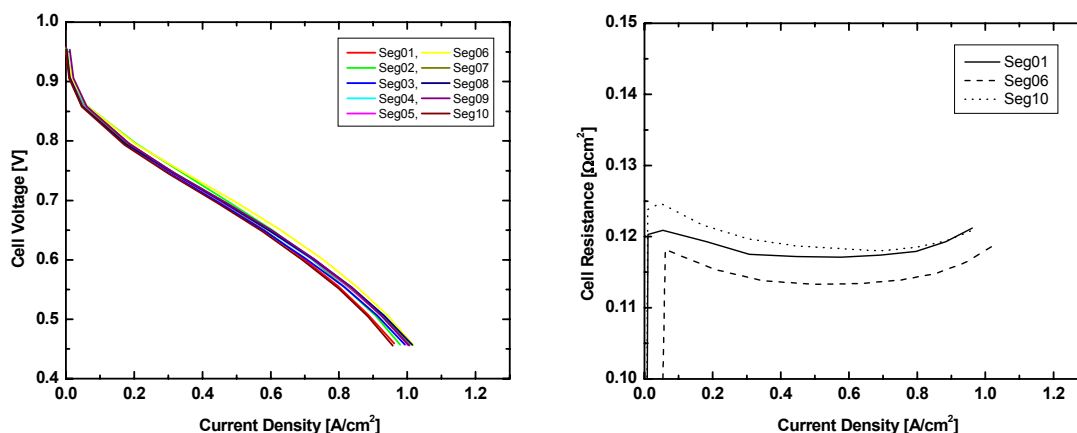 1.0
0.9
0.8
0.7
0.6
0.5
0.4
Cell Voltage [V]
0.0 0.2 0.4 0.6 0.8 1.0 1.2
Current Density [A/cm²]
Seg01, Seg06
Seg02, Seg07
Seg03, Seg08
Seg04, Seg09
Seg05, Seg10
0.15
0.14
0.13
0.12
0.11
0.10
Cell Resistance [Ωcm²]
0.0 0.2 0.4 0.6 0.8 1.0 1.2
Current Density [A/cm²]
Seg01
Seg06
Seg10